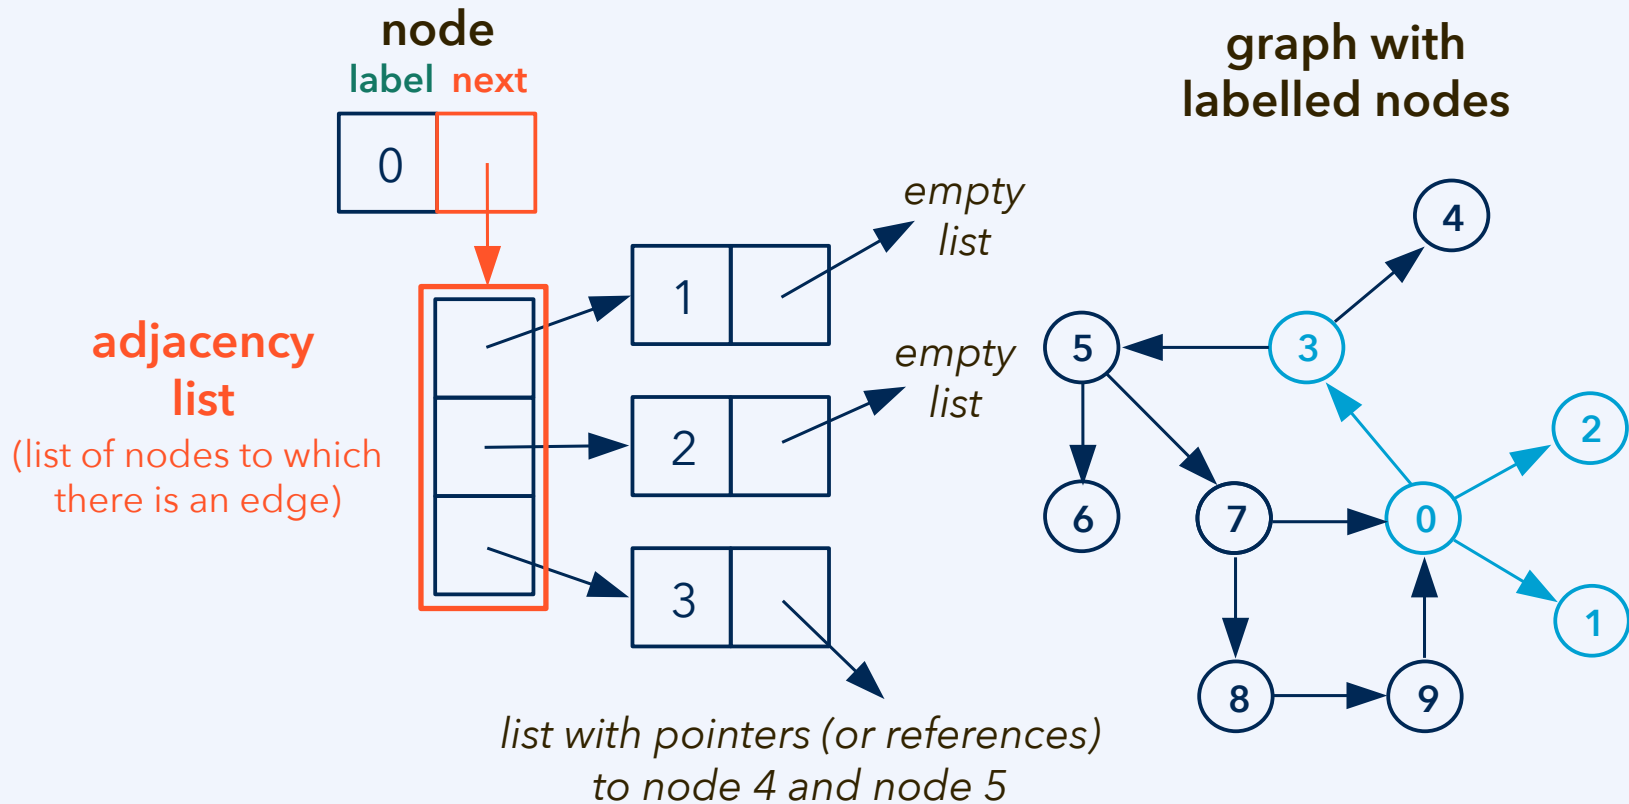 node
label next
0
adjacency
list
(list of nodes to which
there is an edge)
1
empty
list
2
empty
list
3
list with pointers (or references)
to node 4 and node 5
graph with
labelled nodes
4
5
3
2
6
7
0
1
8
9